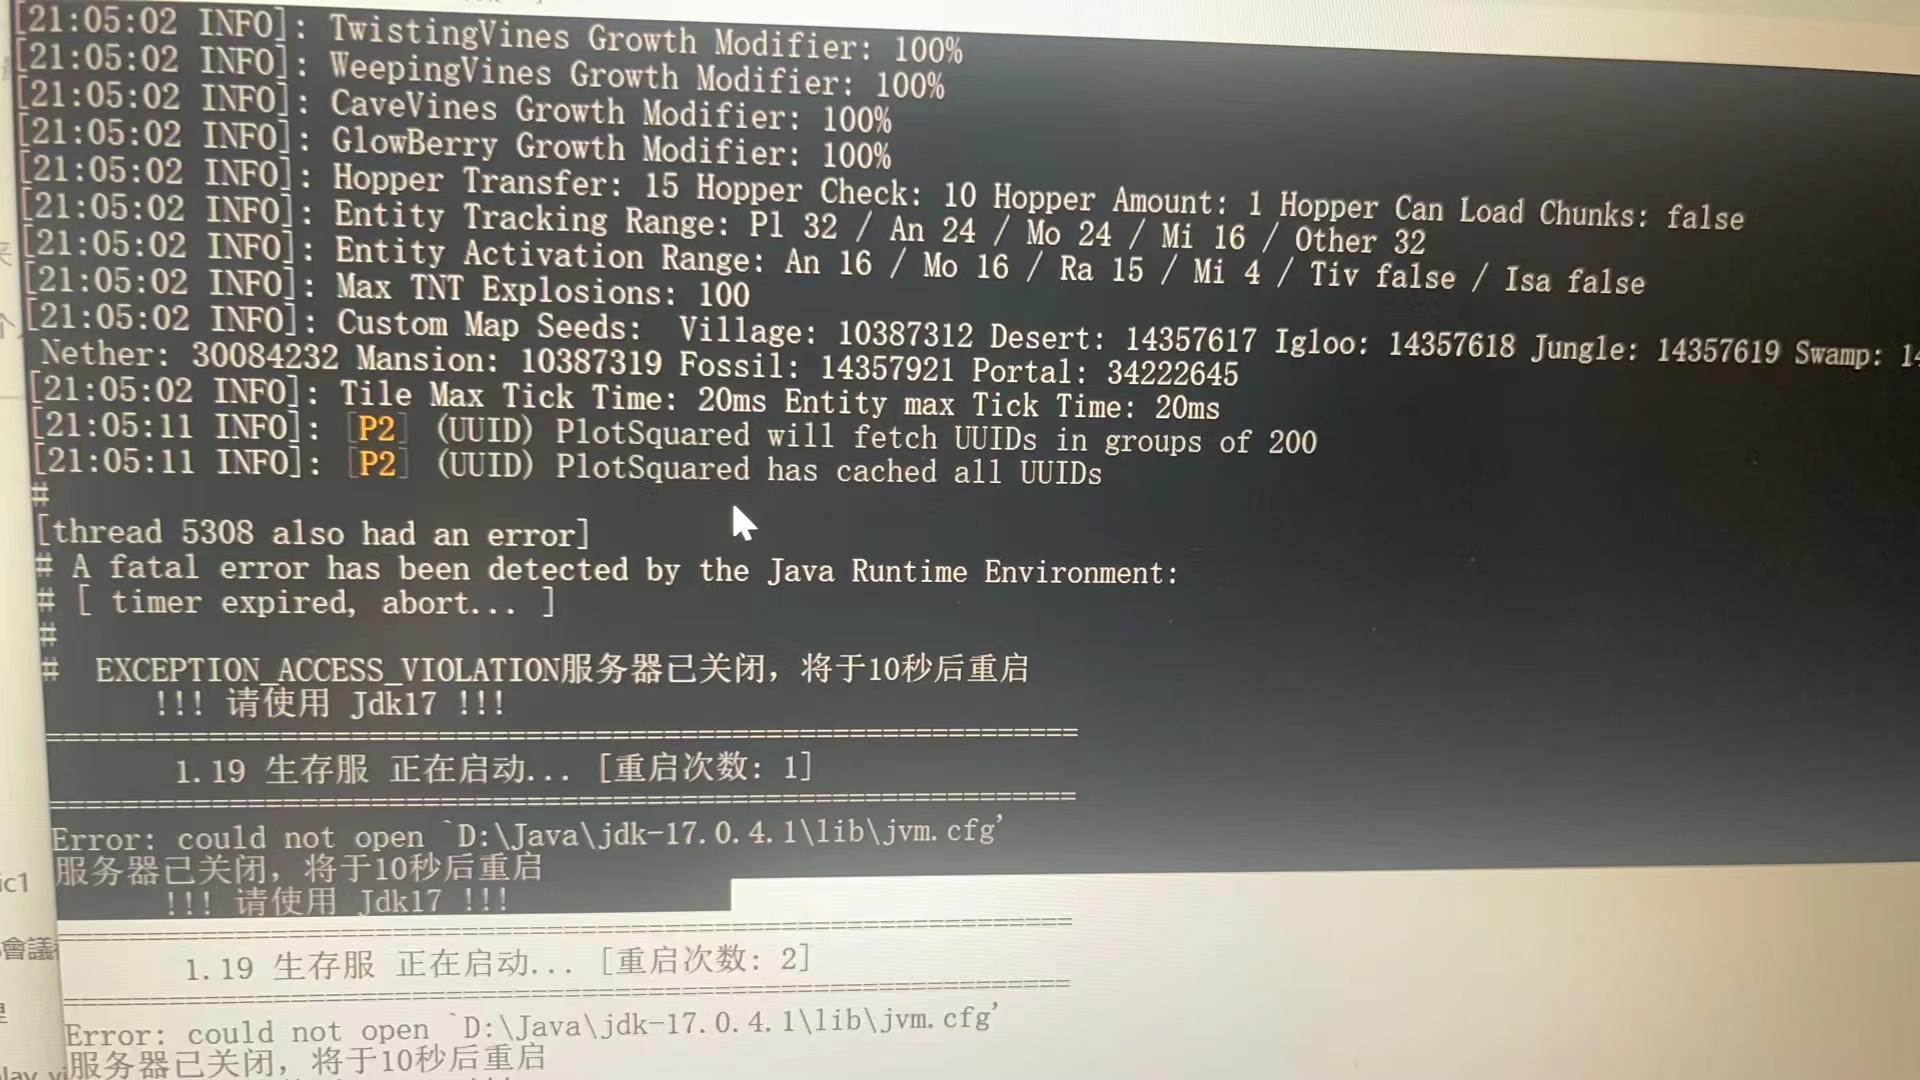 [21:05:02 INFO]: TwistingVines Growth Modifier: 100%
[21:05:02 INFO]: WeepingVines Growth Modifier: 100%
[21:05:02 INFO]: CaveVines Growth Modifier: 100%
[21:05:02 INFO]: GlowBerry Growth Modifier: 100%
[21:05:02 INFO]: Hopper Transfer: 15 Hopper Check: 10 Hopper Amount: 1 Hopper Can Load Chunks: false
[21:05:02 INFO]: Entity Tracking Range: Pl 32 / An 24 / Mo 24 / Mi 16 / Other 32
[21:05:02 INFO]: Entity Activation Range: An 16 / Mo 16 / Ra 15 / Mi 4 / Tiv false / Isa false
[21:05:02 INFO]: Max TNT Explosions: 100
[21:05:02 INFO]: Custom Map Seeds:  Village: 10387312 Desert: 14357617 Igloo: 14357618 Jungle: 14357619 Swamp: 14
Nether: 30084232 Mansion: 10387319 Fossil: 14357921 Portal: 34222645
[21:05:02 INFO]: Tile Max Tick Time: 20ms Entity max Tick Time: 20ms
[21:05:11 INFO]: [P2] (UUID) PlotSquared will fetch UUIDs in groups of 200
[21:05:11 INFO]: [P2] (UUID) PlotSquared has cached all UUIDs
#
[thread 5308 also had an error]
# A fatal error has been detected by the Java Runtime Environment:
# [ timer expired, abort... ]
#
#  EXCEPTION_ACCESS_VIOLATION服务器已关闭，将于10秒后重启
!!! 请使用 Jdk17 !!!
==========================================================
1.19 生存服 正在启动... [重启次数: 1]
==========================================================
Error: could not open `D:\Java\jdk-17.0.4.1\lib\jvm.cfg'
服务器已关闭，将于10秒后重启
!!! 请使用 Jdk17 !!!
==========================================================
1.19 生存服 正在启动... [重启次数: 2]
==========================================================
Error: could not open `D:\Java\jdk-17.0.4.1\lib\jvm.cfg'
服务器已关闭，将于10秒后重启
ic1
會議